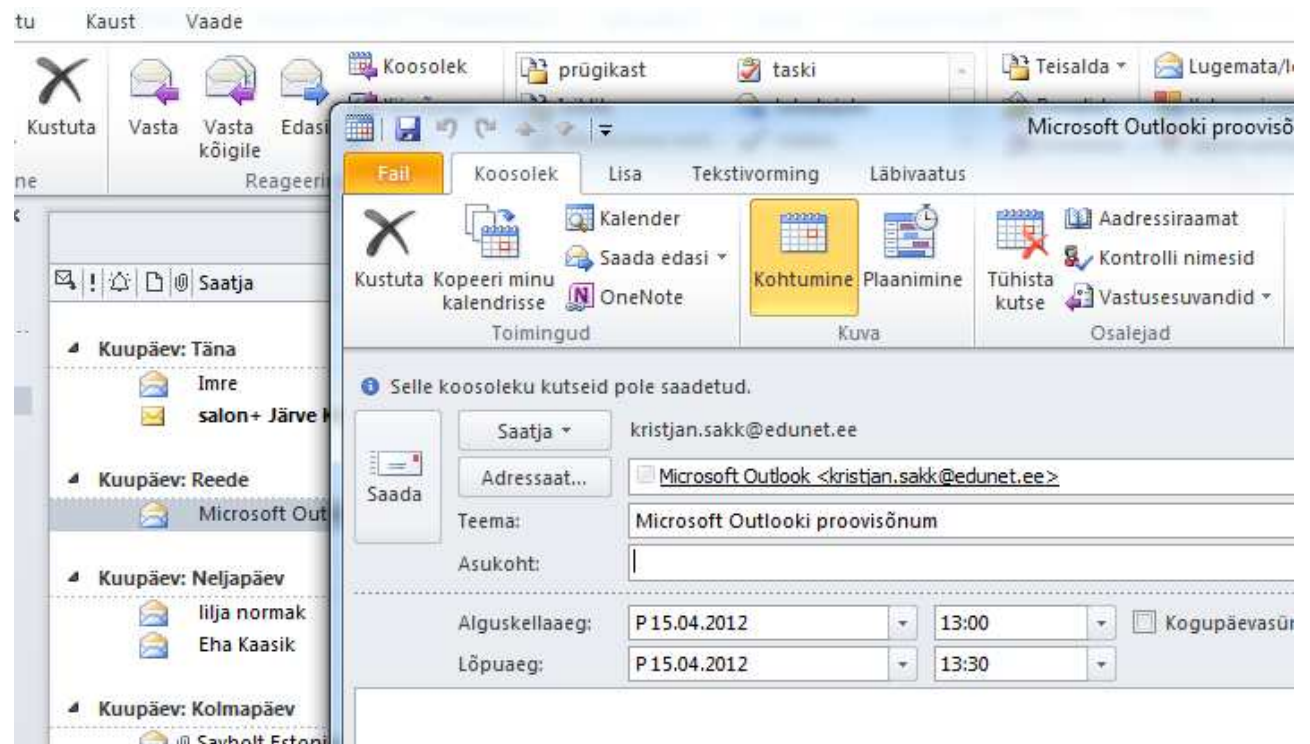 tu Kaust Vaade
Koosolek prügikast taski Teisalda Lugemata/l
Kustuta Vasta Vasta kõigile Edasi
ne Reageeri
Microsoft Outlooki proovisõ
Fail Koosolek Lisa Tekstivorming Läbivaatus
Kustuta Kopeeri minu kalendrisse
Kalender
Saada edasi
OneNote
Kohtumine Plaanimine
Tühista kutse
Aadressiraamat
Kontrolli nimesid
Vastusesuvandid
Toimingud Kuva Osalejad
! Saatja
Kuupäev: Täna
Imre
salon+ Järve K
Kuupäev: Reede
Microsoft Out
Kuupäev: Neljapäev
lilja normak
Eha Kaasik
Kuupäev: Kolmapäev
Saybolt Estoni
Selle koosoleku kutseid pole saadetud.
Saada
Saatja kristjan.sakk@edunet.ee
Adressaat... Microsoft Outlook <kristjan.sakk@edunet.ee>
Teema: Microsoft Outlooki proovisõnum
Asukoht:
Alguskellaaeg: P 15.04.2012 13:00 Kogupäevasün
Lõpuaeg: P 15.04.2012 13:30